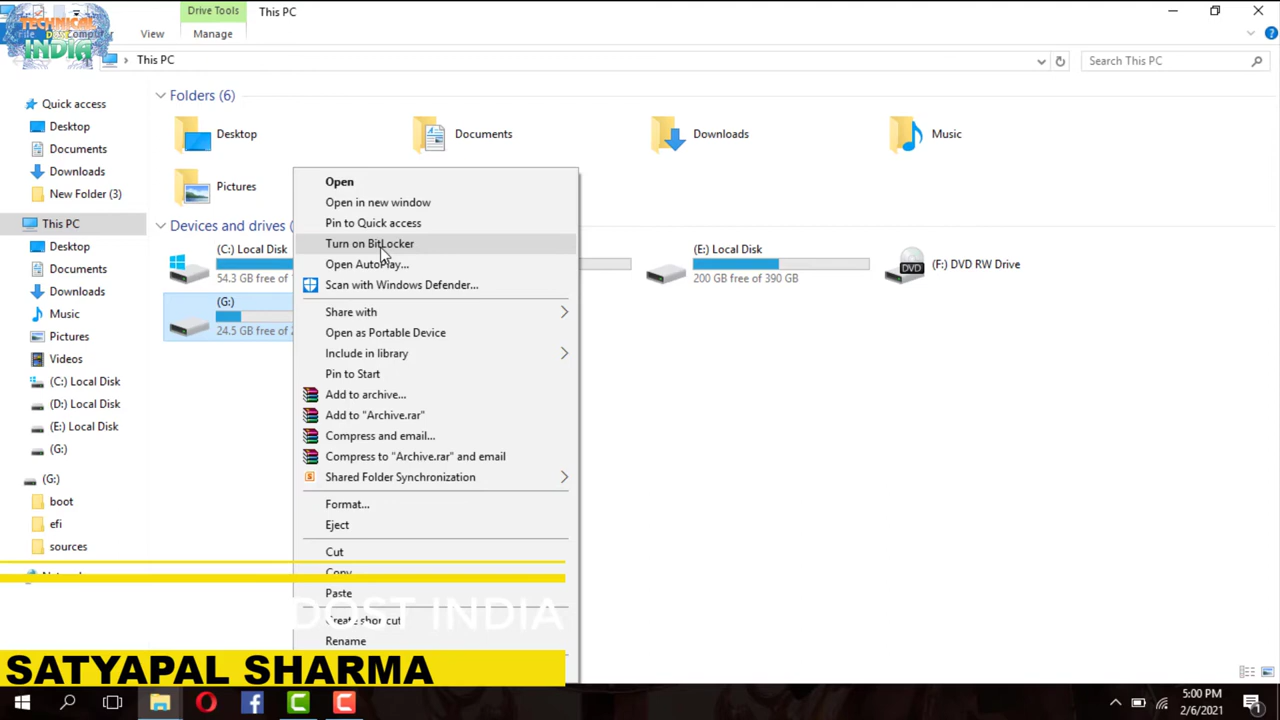 Drive Tools
This PC
TECHNICAL
DOST
INDIA
File
Computer
View
Manage
This PC
Search This PC
Quick access
Desktop
Documents
Downloads
New Folder (3)
This PC
Desktop
Documents
Downloads
Music
Pictures
Videos
(C:) Local Disk
(D:) Local Disk
(E:) Local Disk
(G:)
(G:)
boot
efi
sources
Folders (6)
Desktop
Documents
Downloads
Music
Pictures
Devices and drives (
(C:) Local Disk
54.3 GB free of
(E:) Local Disk
200 GB free of 390 GB
DVD
(F:) DVD RW Drive
(G:)
24.5 GB free of 2
Open
Open in new window
Pin to Quick access
Turn on BitLocker
Open AutoPlay...
Scan with Windows Defender...
Share with
Open as Portable Device
Include in library
Pin to Start
Add to archive...
Add to "Archive.rar"
Compress and email...
Compress to "Archive.rar" and email
Shared Folder Synchronization
Format...
Eject
Cut
Copy
Paste
Create shortcut
Rename
DOST INDIA
SATYAPAL SHARMA
5:00 PM
2/6/2021
1